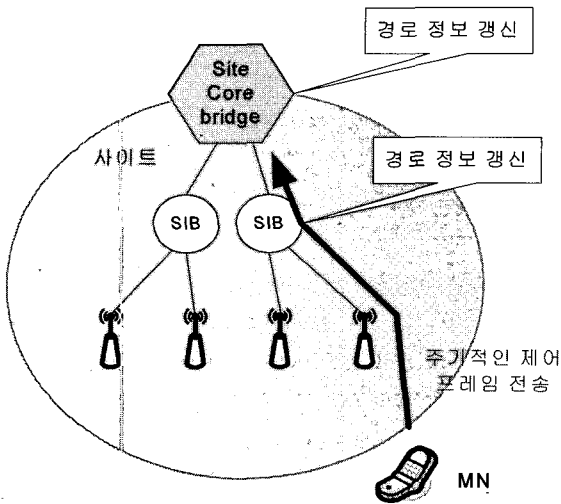 경로 정보 갱신
Site
Core
bridge
사이트
경로 정보 갱신
SIB
SIB
주기적인 제어
프레임 전송
MN